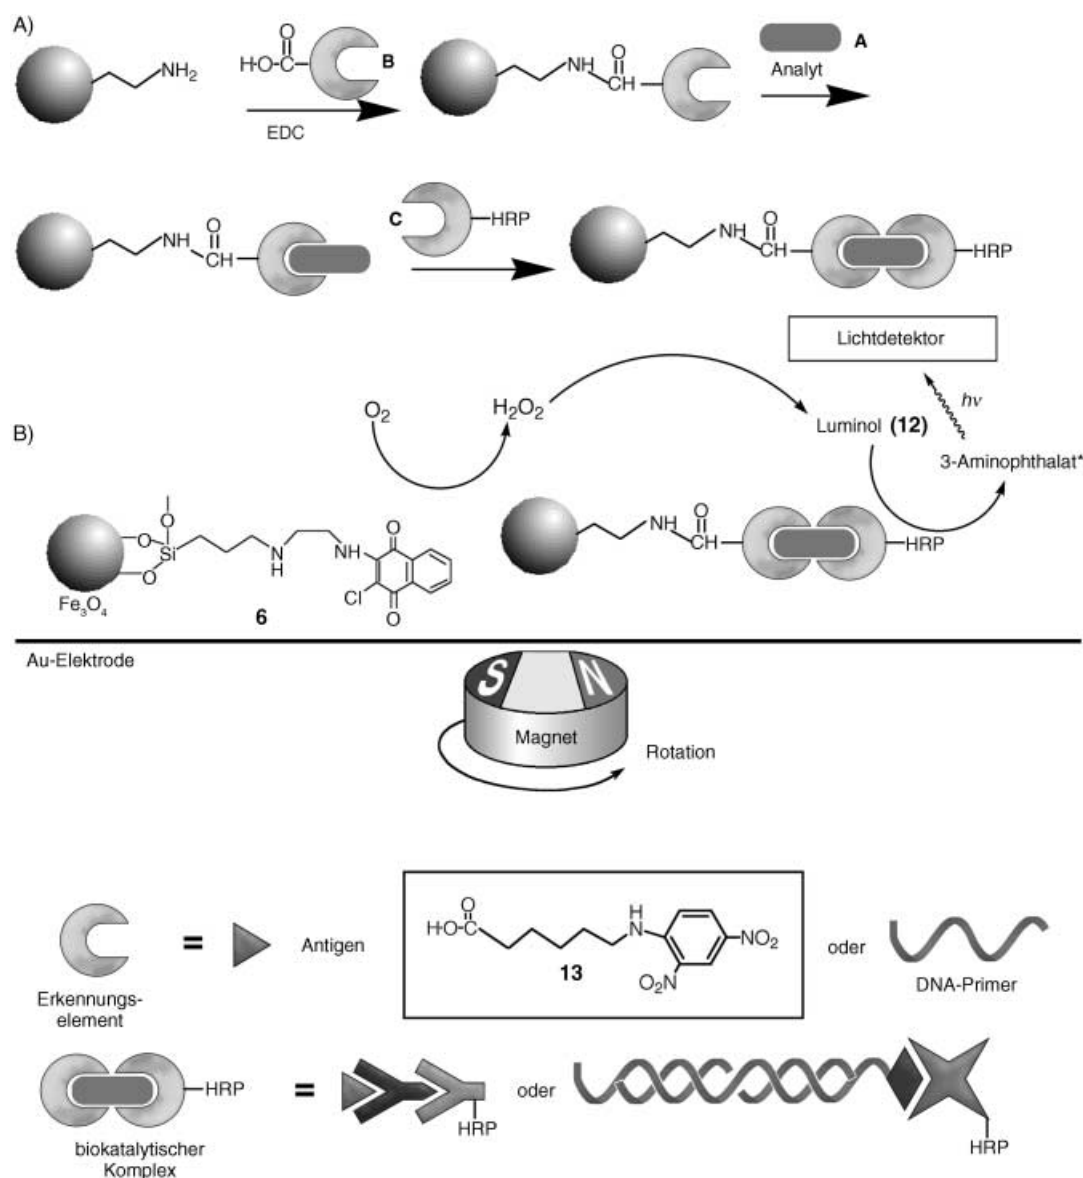 A)
NH2
O
H-O-C
B
EDC
NH
O
CH
A
Analyt
NH
O
CH
C
HRP
NH
O
CH
HRP
Lichtdetektor
hν
O2
H2O2
Luminol (12)
3-Aminophthalat*
B)
O
Si
O
O
N
H
NH
O
Cl
O
Fe3O4
6
NH
O
CH
HRP
Au-Elektrode
S
N
Magnet
Rotation
Erkennungs-
element
=
Antigen
O
H-O-C
H
N
NO2
O2N
13
oder
DNA-Primer
HRP
biokatalytischer
Komplex
=
HRP
oder
HRP